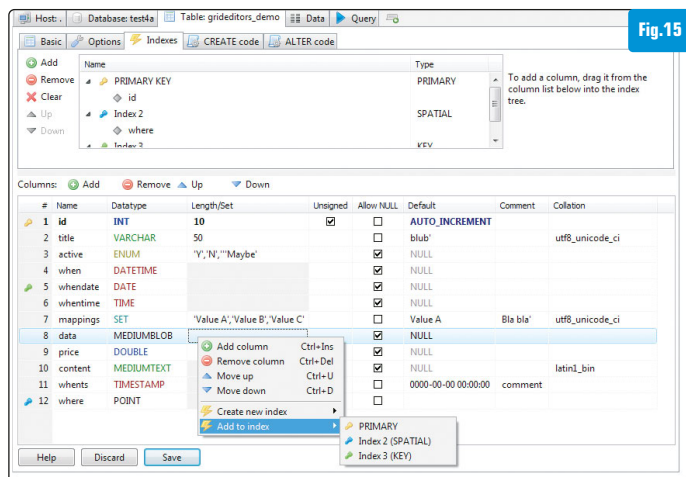 Host: . Database: test4a Table: grideditors_demo Data Query
Fig.15
Basic Options Indexes CREATE code ALTER code
Add
Remove
Clear
Up
Down
Name Type
PRIMARY KEY PRIMARY
id
Index 2 SPATIAL
where
Index 3 KEY
To add a column, drag it from the
column list below into the index
tree.
Columns: Add Remove Up Down
# Name Datatype Length/Set Unsigned Allow NULL Default Comment Collation
1 id INT 10 AUTO_INCREMENT
2 title VARCHAR 50 blub' utf8_unicode_ci
3 active ENUM 'Y','N','''Maybe' NULL
4 when DATETIME NULL
5 whendate DATE NULL
6 whentime TIME NULL
7 mappings SET 'Value A','Value B','Value C' Value A Bla bla' utf8_unicode_ci
8 data MEDIUMBLOB NULL
9 price DOUBLE NULL
10 content MEDIUMTEXT NULL latin1_bin
11 whents TIMESTAMP 0000-00-00 00:00:00 comment
12 where POINT
Add column Ctrl+Ins
Remove column Ctrl+Del
Move up Ctrl+U
Move down Ctrl+D
Create new index
Add to index
PRIMARY
Index 2 (SPATIAL)
Index 3 (KEY)
Help Discard Save